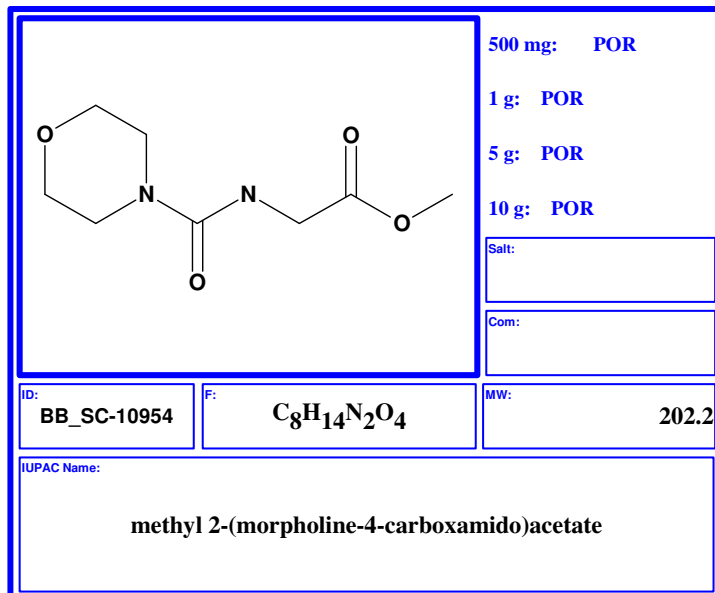 500 mg: POR
1 g: POR
5 g: POR
10 g: POR
O
O
N
N
O
O
Salt:
Com:
ID:
BB_SC-10954
F:
C8H14N2O4
MW:
202.2
IUPAC Name:
methyl 2-(morpholine-4-carboxamido)acetate